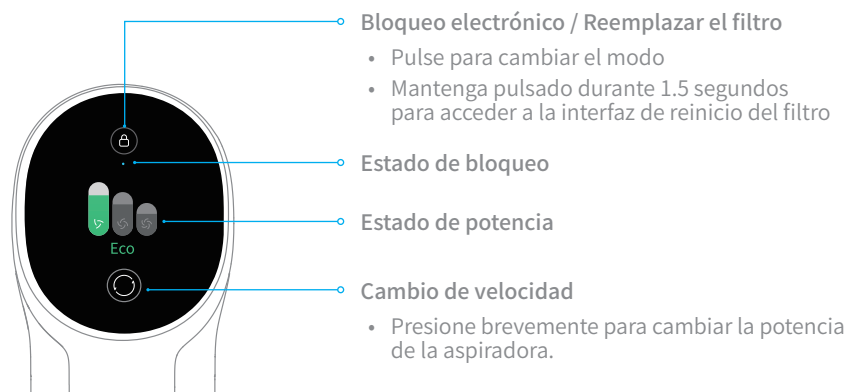 Bloqueo electrónico / Reemplazar el filtro
• Pulse para cambiar el modo
• Mantenga pulsado durante 1.5 segundos
para acceder a la interfaz de reinicio del filtro
Estado de bloqueo
Estado de potencia
Eco
Cambio de velocidad
• Presione brevemente para cambiar la potencia
de la aspiradora.